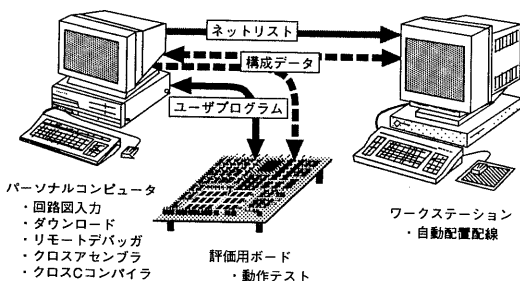 ネットリスト
構成データ
ユーザプログラム
パーソナルコンピュータ
・回路図入力
・ダウンロード
・リモートデバッガ
・クロスアセンブラ
・クロスCコンパイラ
評価用ボード
・動作テスト
ワークステーション
・自動配置配線